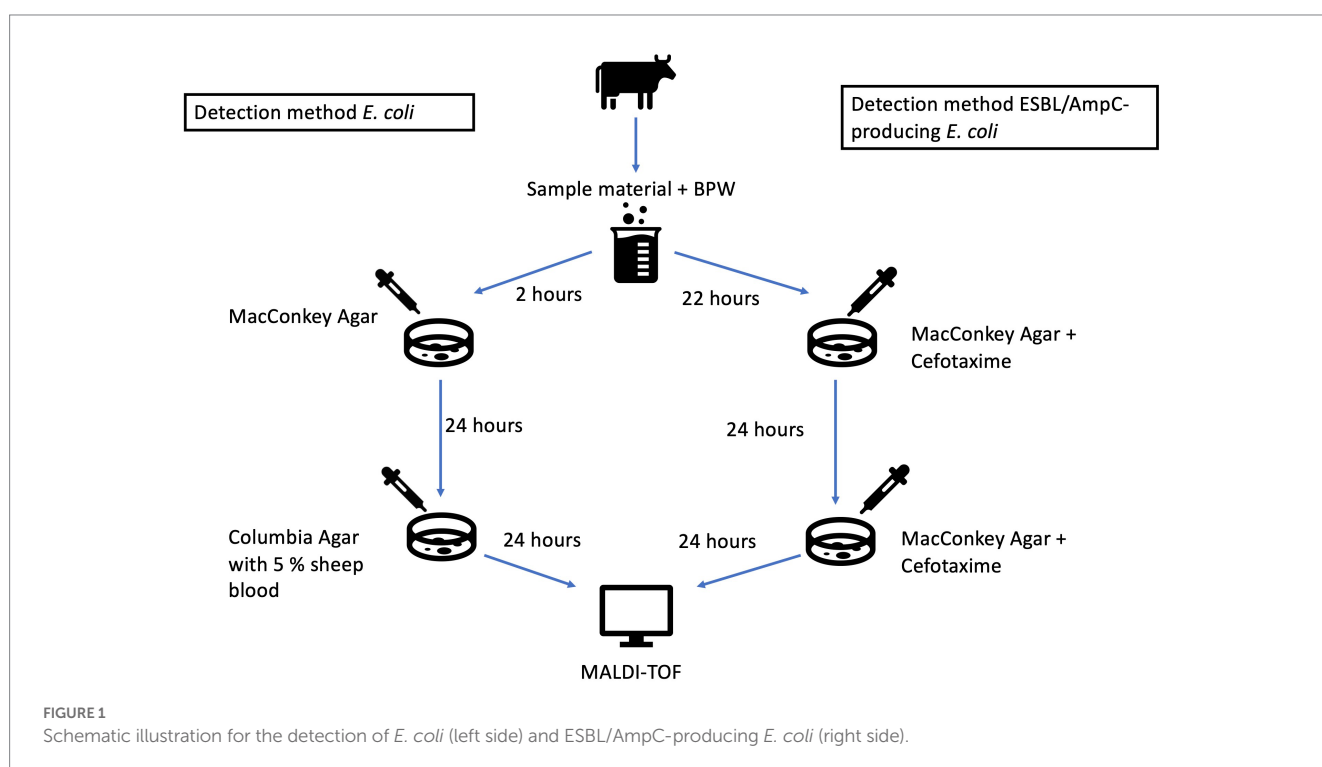 Detection method E. coli
Detection method ESBL/AmpC-
producing E. coli
Sample material + BPW
2 hours
22 hours
MacConkey Agar
MacConkey Agar +
Cefotaxime
24 hours
24 hours
Columbia Agar
with 5 % sheep
blood
24 hours
24 hours
MacConkey Agar +
Cefotaxime
MALDI-TOF
FIGURE 1
Schematic illustration for the detection of E. coli (left side) and ESBL/AmpC-producing E. coli (right side).